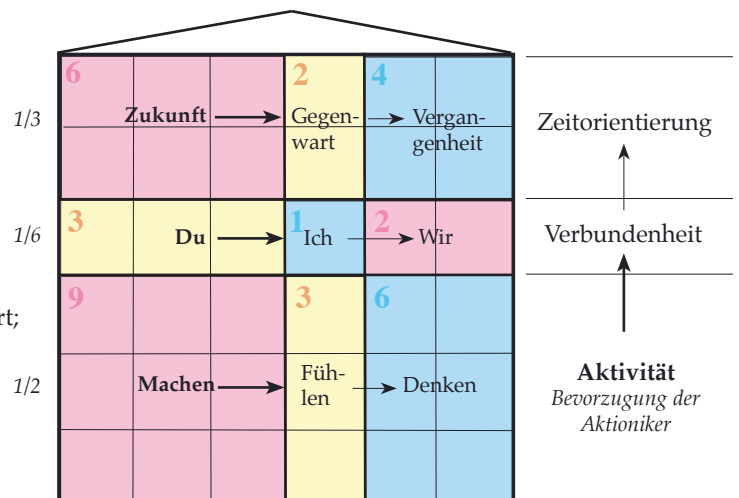 6 2 4
1/3 Zukunft Gegen- Vergan- Zeitorientierung
wart genheit
3 1 2
1/6 Du Ich Wir Verbundenheit
9 3 6
rt;
1/2 Machen Füh- Denken Aktivität
len Bevorzugung der
Aktioniker